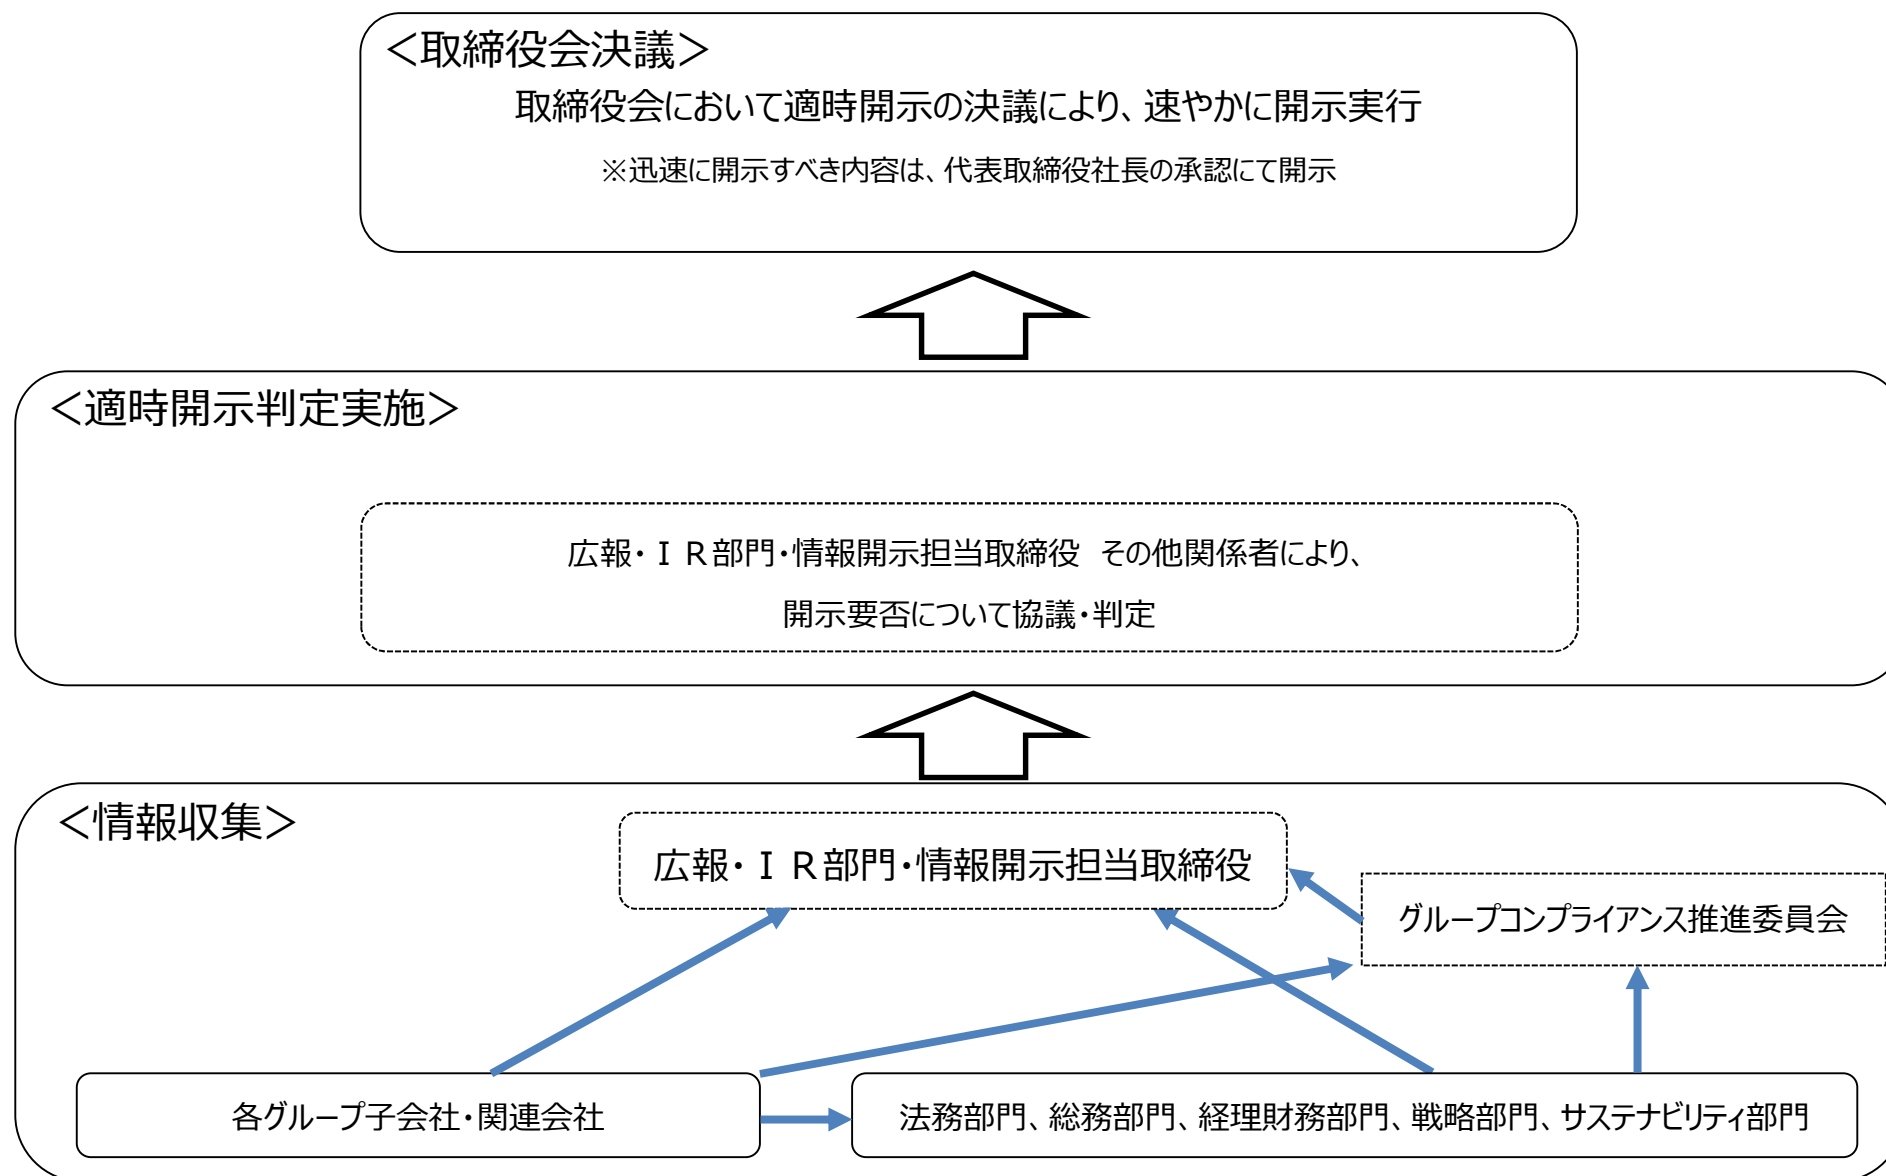 ＜取締役会決議＞
取締役会において適時開示の決議により、速やかに開示実行
※迅速に開示すべき内容は、代表取締役社長の承認にて開示
＜適時開示判定実施＞
広報・ＩＲ部門・情報開示担当取締役　その他関係者により、
開示要否について協議・判定
＜情報収集＞
広報・ＩＲ部門・情報開示担当取締役
グループコンプライアンス推進委員会
各グループ子会社・関連会社
法務部門、総務部門、経理財務部門、戦略部門、サステナビリティ部門